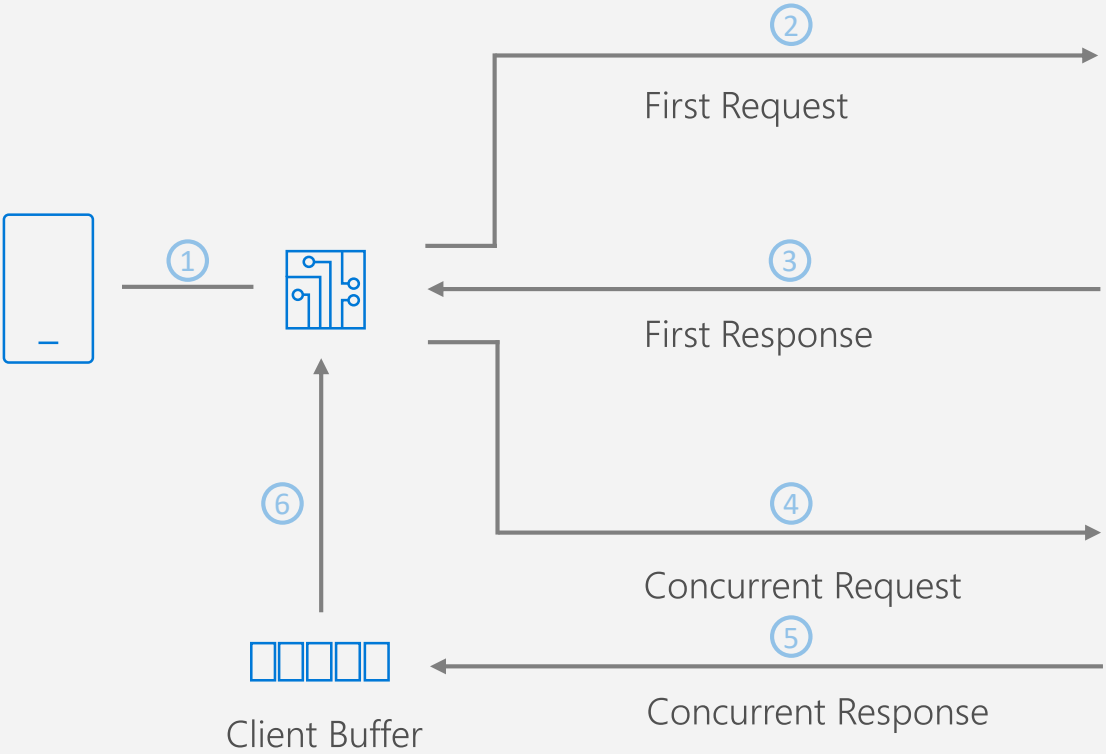 2
First Request
1
3
First Response
6
4
Concurrent Request
5
Concurrent Response
Client Buffer